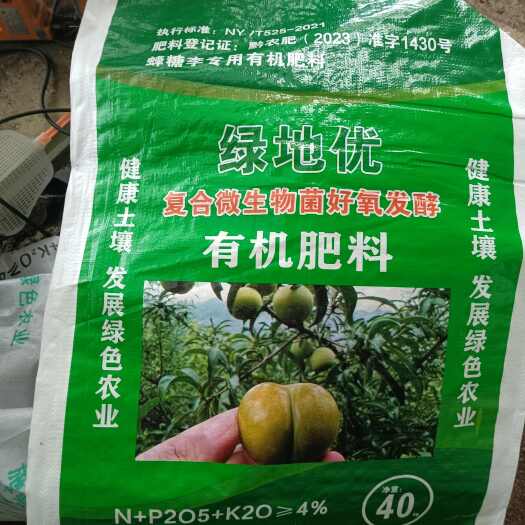 执行标准：NY/T525-2021
肥料登记证：黔农肥（2023）准字1430号
蜂糖李专用有机肥料
绿地优
复合微生物菌好氧发酵
有机肥料
健康土壤 发展绿色农业
健康土壤 发展绿色农业
N+P2O5+K2O≥4%
净重：
40
色农业